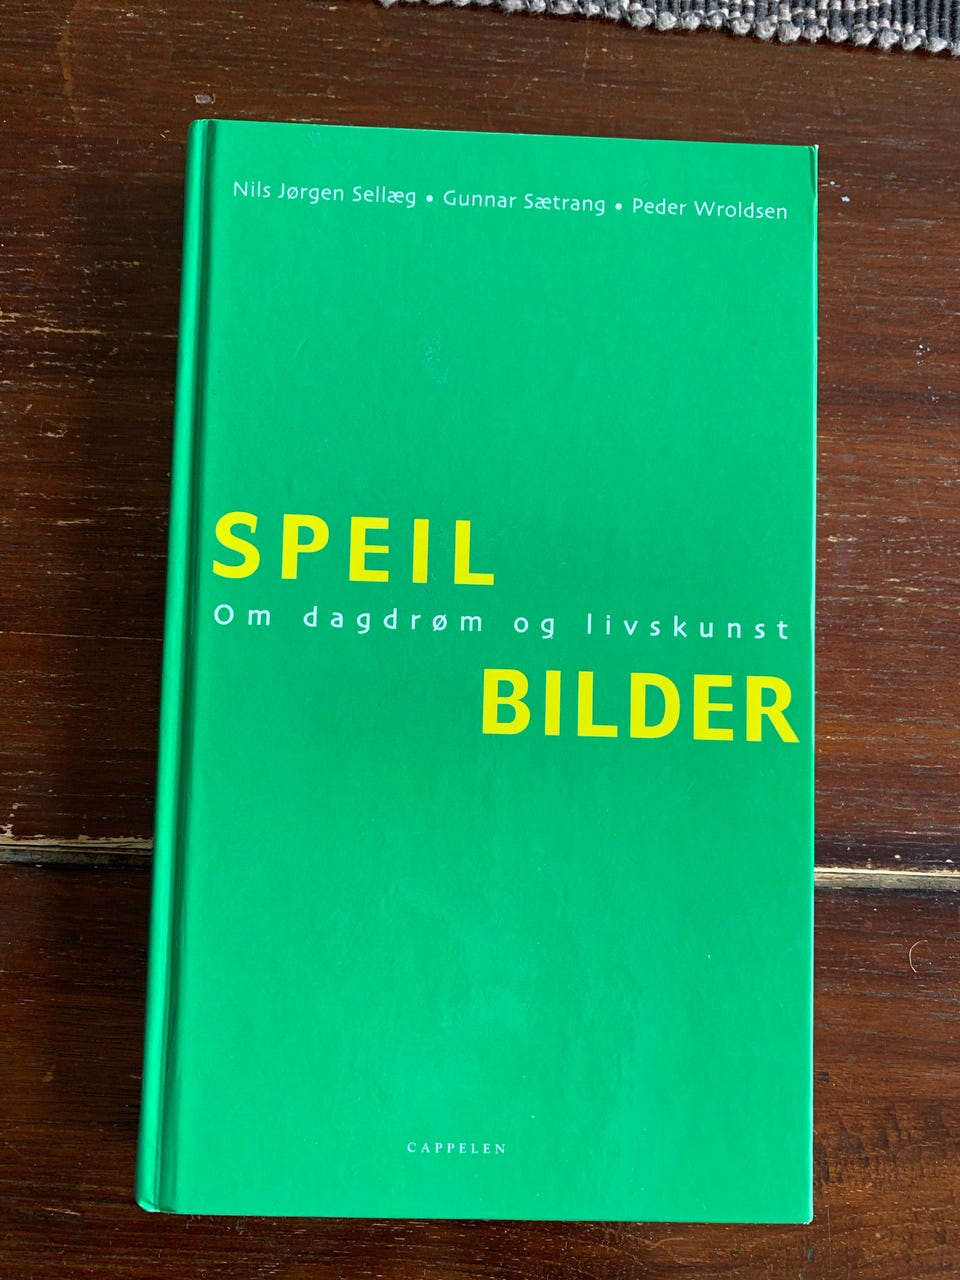 Nils Jørgen Sellæg • Gunnar Sætrang • Peder Wroldsen
SPEIL
Om dagdrøm og livskunst
BILDER
CAPPELEN